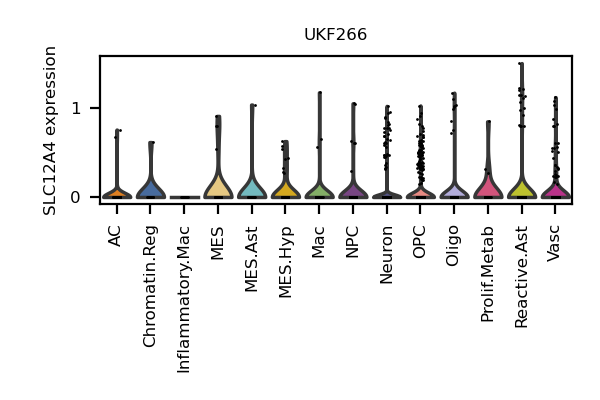 UKF266
SLC12A4 expression
1
0
AC
Chromatin.Reg
Inflammatory.Mac
MES
MES.Ast
MES.Hyp
Mac
NPC
Neuron
OPC
Oligo
Prolif.Metab
Reactive.Ast
Vasc